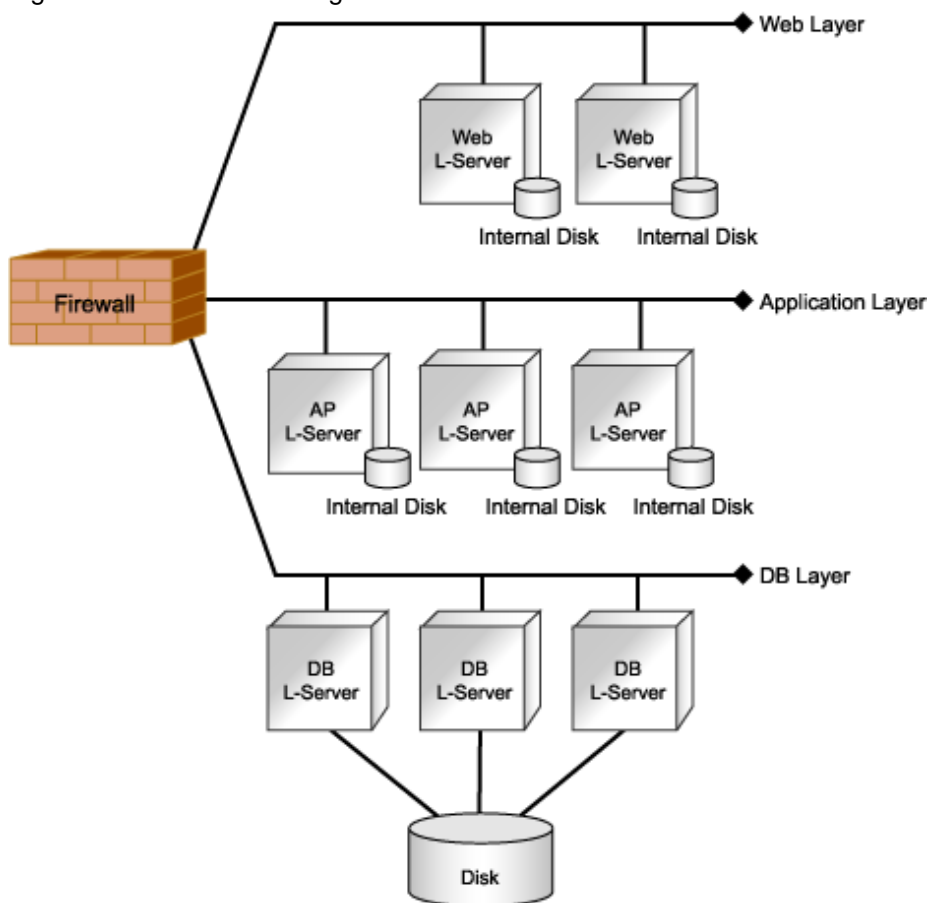 Web Layer
Web
L-Server
Web
L-Server
Internal Disk
Internal Disk
Firewall
Application Layer
AP
L-Server
AP
L-Server
AP
L-Server
Internal Disk
Internal Disk
Internal Disk
DB Layer
DB
L-Server
DB
L-Server
DB
L-Server
Disk